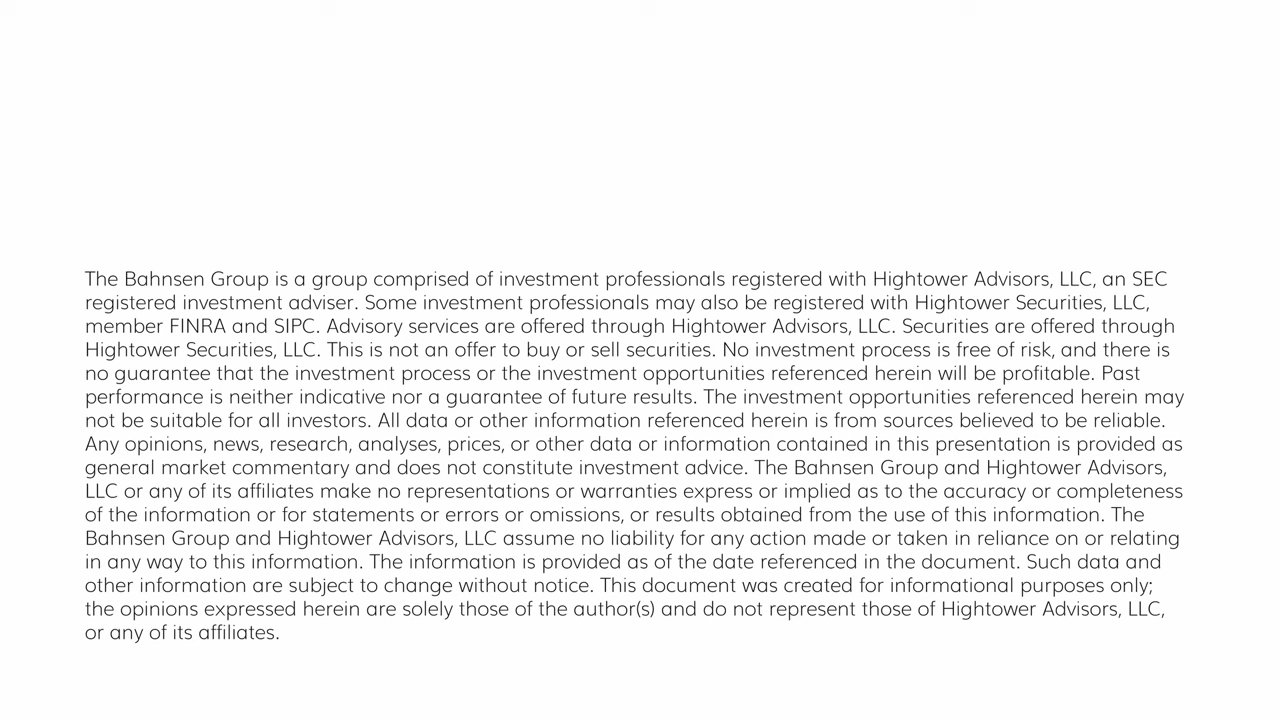 The Bahnsen Group is a group comprised of investment professionals registered with Hightower Advisors, LLC, an SEC
registered investment adviser. Some investment professionals may also be registered with Hightower Securities, LLC,
member FINRA and SIPC. Advisory services are offered through Hightower Advisors, LLC. Securities are offered through
Hightower Securities, LLC. This is not an offer to buy or sell securities. No investment process is free of risk, and there is
no guarantee that the investment process or the investment opportunities referenced herein will be profitable. Past
performance is neither indicative nor a guarantee of future results. The investment opportunities referenced herein may
not be suitable for all investors. All data or other information referenced herein is from sources believed to be reliable.
Any opinions, news, research, analyses, prices, or other data or information contained in this presentation is provided as
general market commentary and does not constitute investment advice. The Bahnsen Group and Hightower Advisors,
LLC or any of its affiliates make no representations or warranties express or implied as to the accuracy or completeness
of the information or for statements or errors or omissions, or results obtained from the use of this information. The
Bahnsen Group and Hightower Advisors, LLC assume no liability for any action made or taken in reliance on or relating
in any way to this information. The information is provided as of the date referenced in the document. Such data and
other information are subject to change without notice. This document was created for informational purposes only;
the opinions expressed herein are solely those of the author(s) and do not represent those of Hightower Advisors, LLC,
or any of its affiliates.